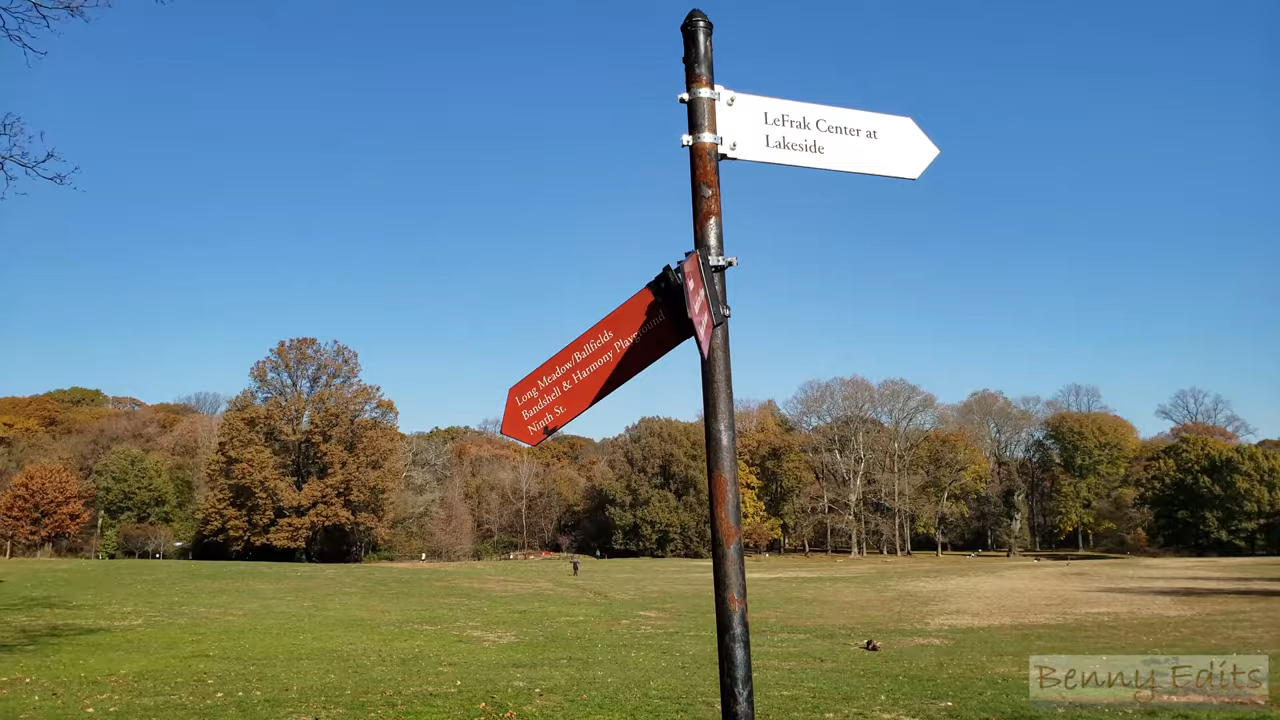 LeFrak Center at
Lakeside
Long Meadow/Ballfields
Bandshell & Harmony Playground
Ninth St.
Benny Edits